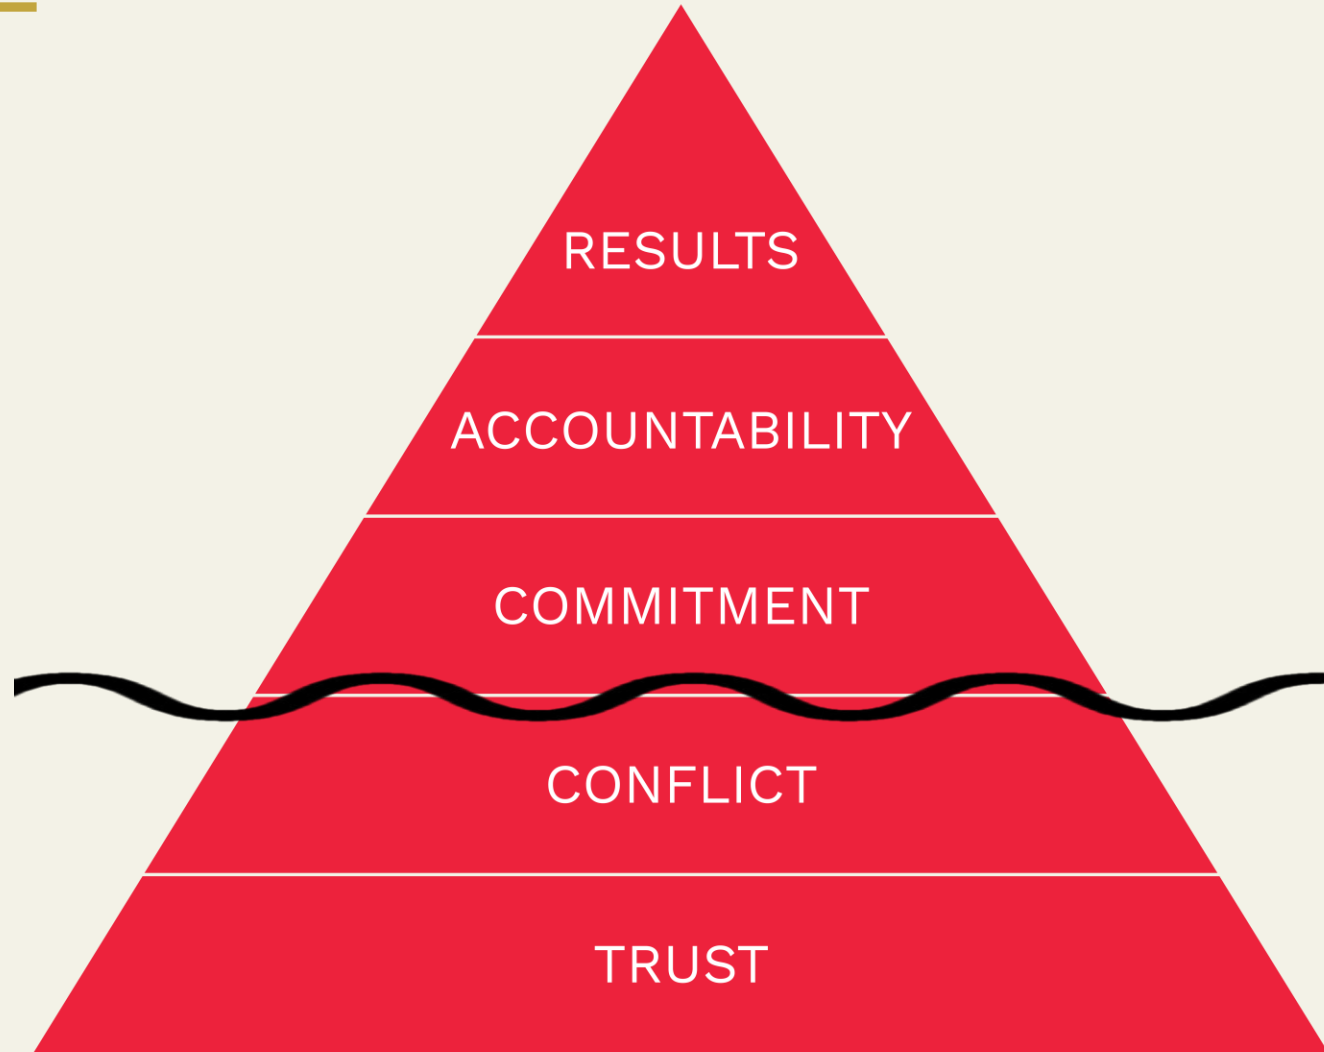 RESULTS
ACCOUNTABILITY
COMMITMENT
CONFLICT
TRUST